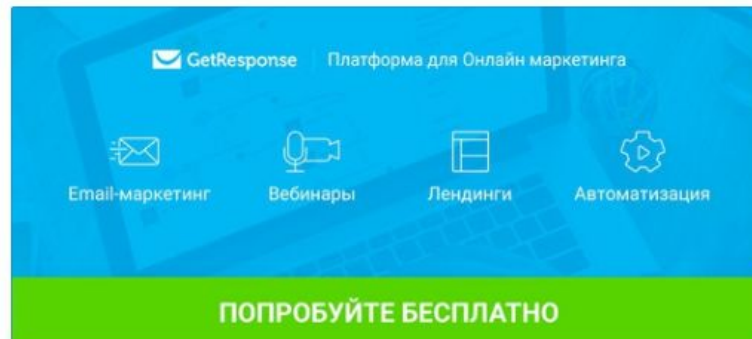 GetResponse | Платформа для Онлайн маркетинга
Email-маркетинг Вебинары Лендинги Автоматизация
ПОПРОБУЙТЕ БЕСПЛАТНО